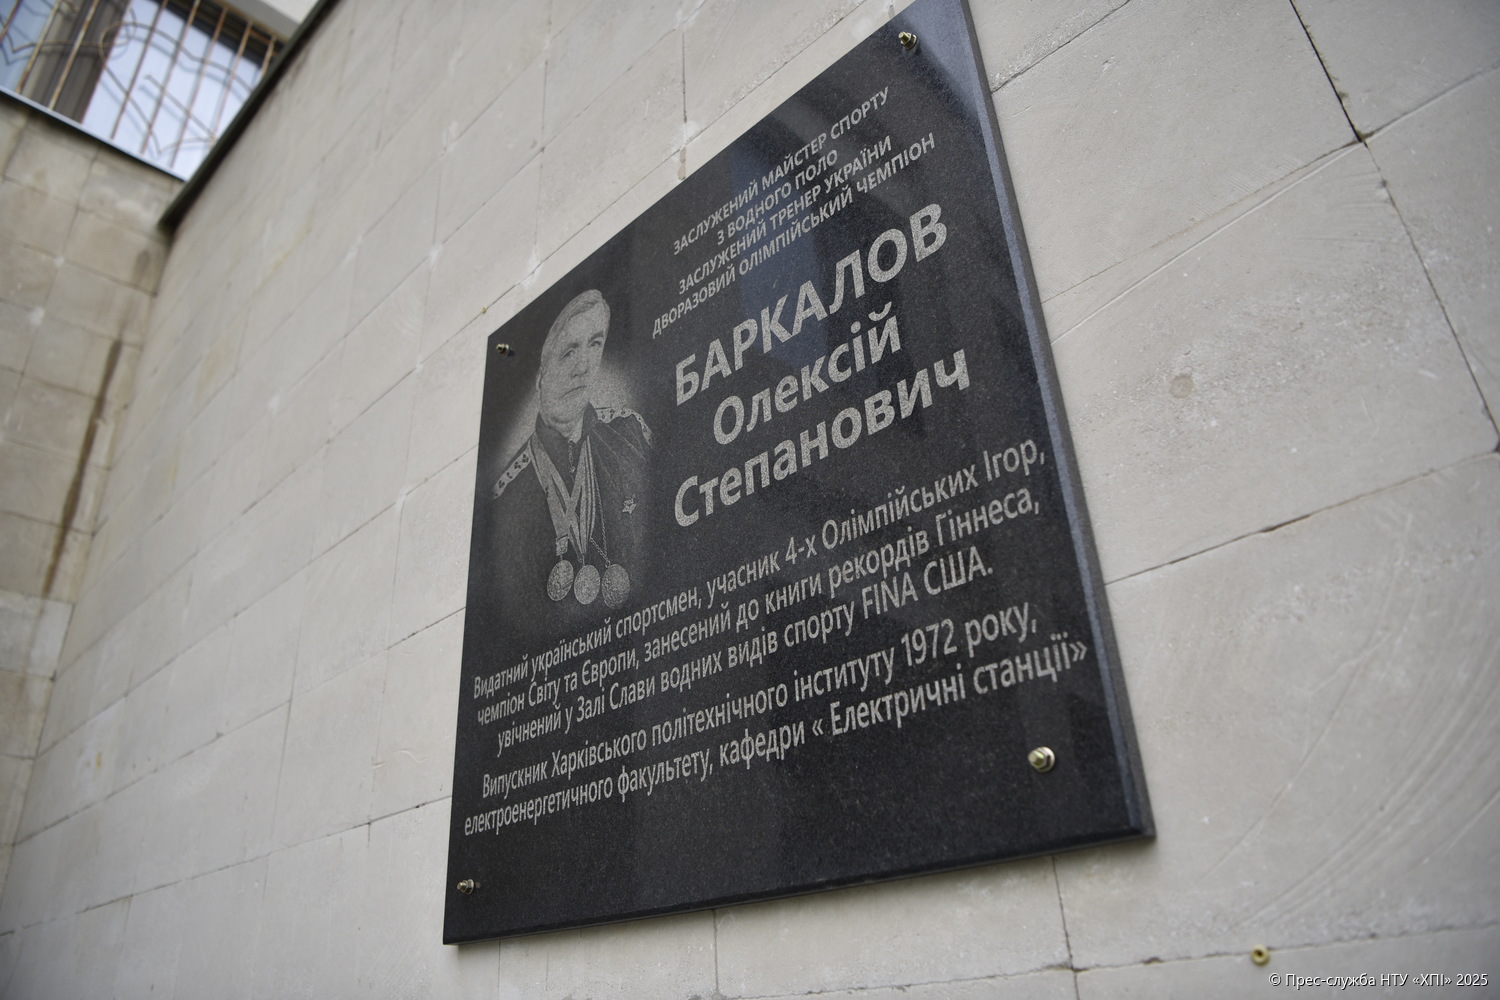 ЗАСЛУЖЕНИЙ МАЙСТЕР СПОРТУ
З ВОДНОГО ПОЛО
ЗАСЛУЖЕНИЙ ТРЕНЕР УКРАЇНИ
ДВОРАЗОВИЙ ОЛІМПІЙСЬКИЙ ЧЕМПІОН
БАРКАЛОВ
Олексій
Степанович
Видатний український спортсмен, учасник 4-х Олімпійських Ігор,
чемпіон Світу та Європи, занесений до книги рекордів Гіннеса,
увічнений у Залі Слави водних видів спорту FINA США.
Випускник Харківського політехнічного інституту 1972 року,
електроенергетичного факультету, кафедри « Електричні станції»
© Прес-служба НТУ «ХПІ» 2025